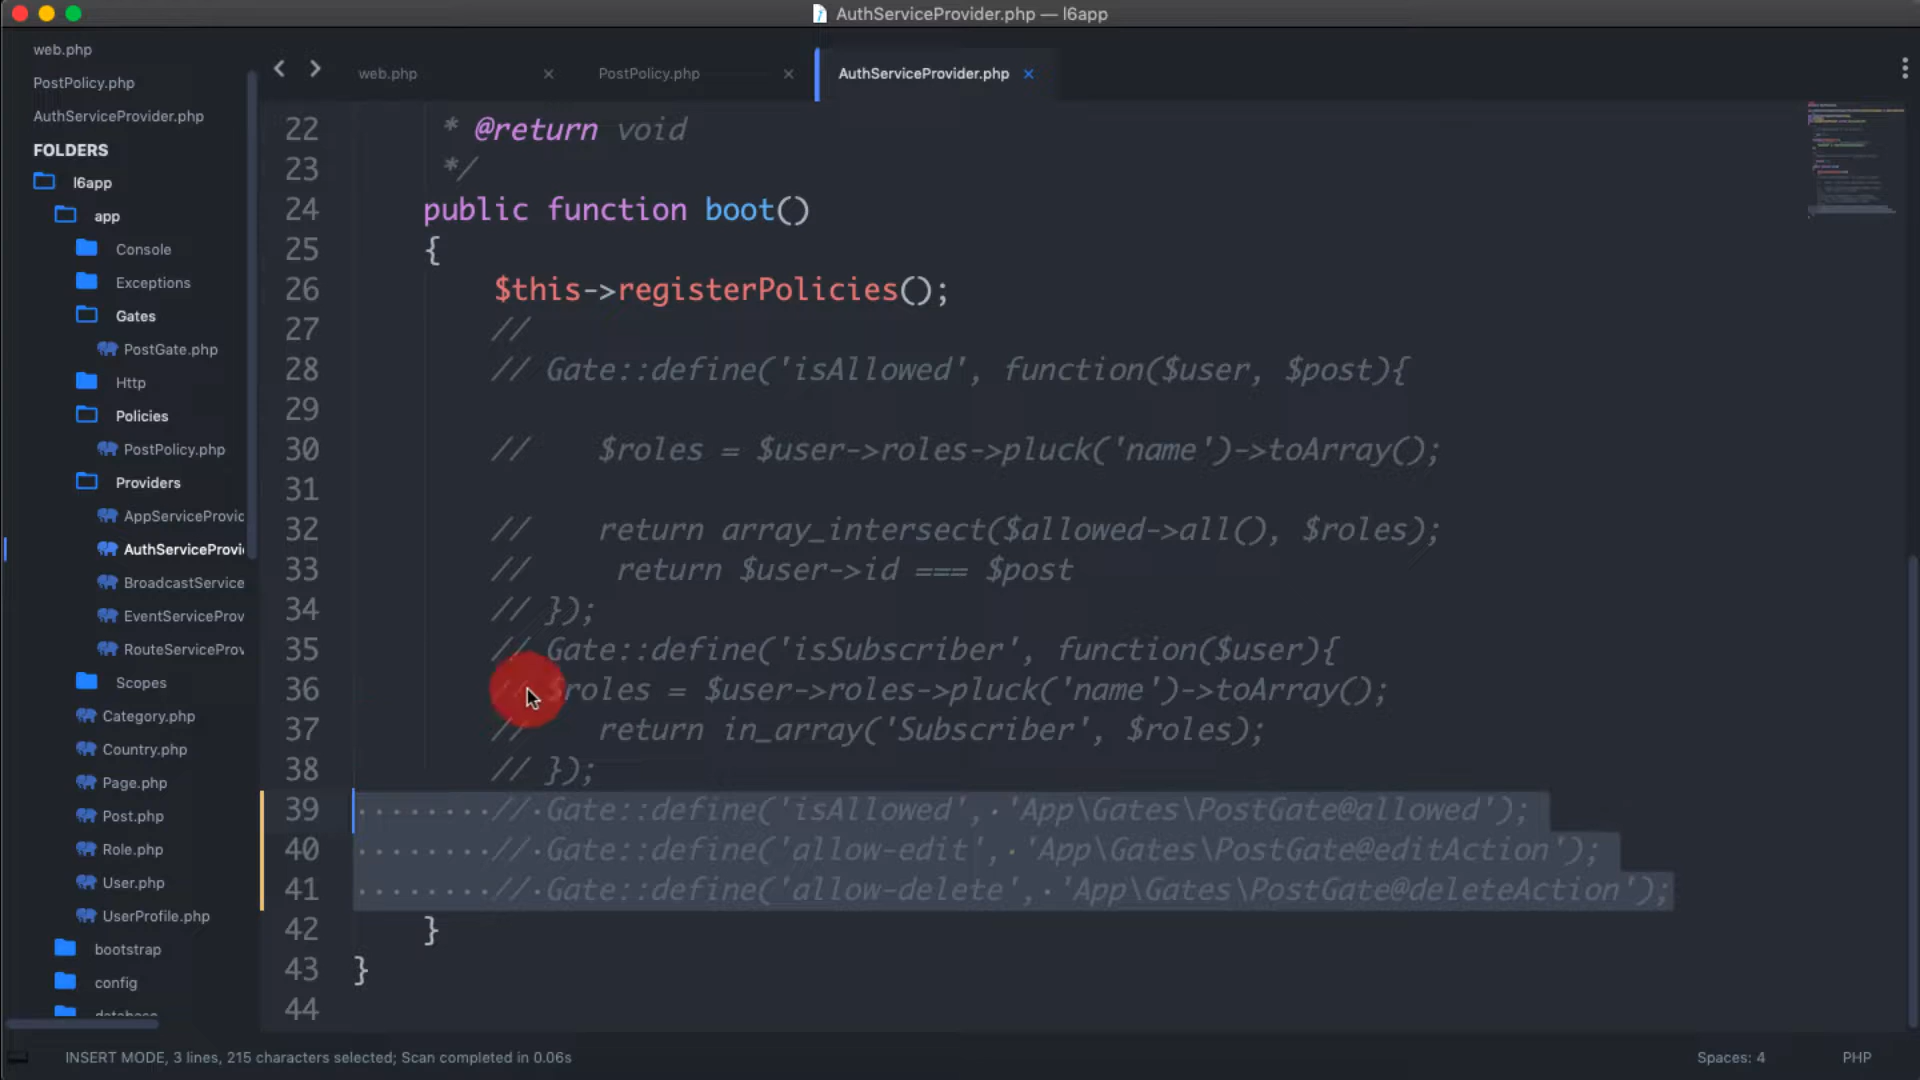 AuthServiceProvider.php — l6app
web.php
PostPolicy.php
AuthServiceProvider.php
FOLDERS
l6app
app
Console
Exceptions
Gates
PostGate.php
Http
Policies
PostPolicy.php
Providers
AppServiceProvic
AuthServiceProvi
BroadcastService
EventServiceProv
RouteServiceProv
Scopes
Category.php
Country.php
Page.php
Post.php
Role.php
User.php
UserProfile.php
bootstrap
config
database
web.php
PostPolicy.php
AuthServiceProvider.php
22 * @return void
23 */
24 public function boot()
25 {
26 $this->registerPolicies();
27 //
28 // Gate::define('isAllowed', function($user, $post){
29
30 // $roles = $user->roles->pluck('name')->toArray();
31
32 // return array_intersect($allowed->all(), $roles);
33 // return $user->id === $post
34 // });
35 // Gate::define('isSubscriber', function($user){
36 // $roles = $user->roles->pluck('name')->toArray();
37 // return in_array('Subscriber', $roles);
38 // });
39 // Gate::define('isAllowed', 'App\Gates\PostGate@allowed');
40 // Gate::define('allow-edit', 'App\Gates\PostGate@editAction');
41 // Gate::define('allow-delete', 'App\Gates\PostGate@deleteAction');
42 }
43 }
44
INSERT MODE, 3 lines, 215 characters selected; Scan completed in 0.06s
Spaces: 4
PHP